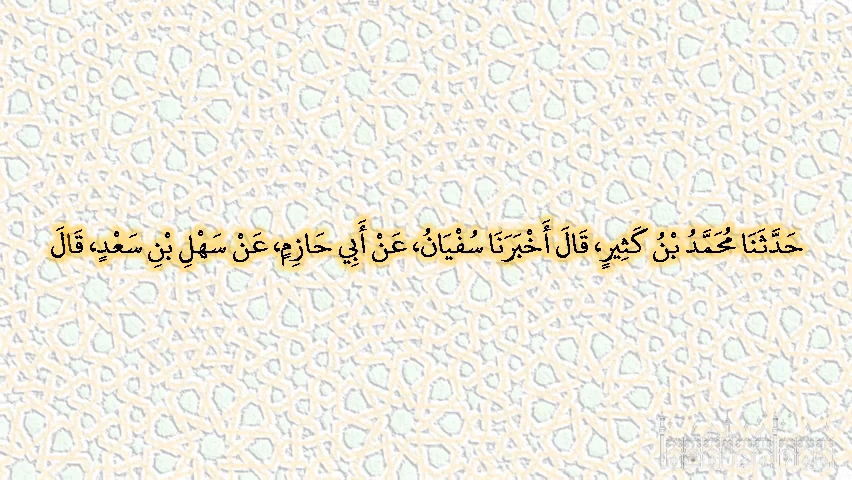 حَدَّثَنَا مُحَمَّدُ بْنُ كَثِيرٍ، قَالَ أَخْبَرَنَا سُفْيَانُ، عَنْ أَبِي حَازِمٍ، عَنْ سَهْلِ بْنِ سَعْدٍ، قَالَ